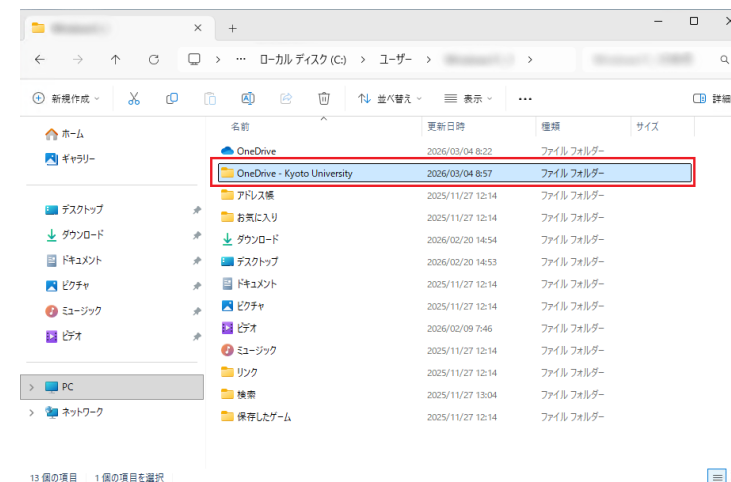 ローカル ディスク (C:) ユーザー
新規作成 並べ替え 表示 ... 詳細
ホーム
ギャラリー
デスクトップ
ダウンロード
ドキュメント
ピクチャ
ミュージック
ビデオ
PC
ネットワーク
名前 更新日時 種類 サイズ
OneDrive 2026/03/04 8:22 ファイル フォルダー
OneDrive - Kyoto University 2026/03/04 8:57 ファイル フォルダー
アドレス帳 2025/11/27 12:14 ファイル フォルダー
お気に入り 2025/11/27 12:14 ファイル フォルダー
ダウンロード 2026/02/20 14:54 ファイル フォルダー
デスクトップ 2026/02/20 14:53 ファイル フォルダー
ドキュメント 2025/11/27 12:14 ファイル フォルダー
ピクチャ 2025/11/27 12:14 ファイル フォルダー
ビデオ 2026/02/09 7:46 ファイル フォルダー
ミュージック 2025/11/27 12:14 ファイル フォルダー
リンク 2025/11/27 12:14 ファイル フォルダー
検索 2025/11/27 13:04 ファイル フォルダー
保存したゲーム 2025/11/27 12:14 ファイル フォルダー
13 個の項目 1 個の項目を選択